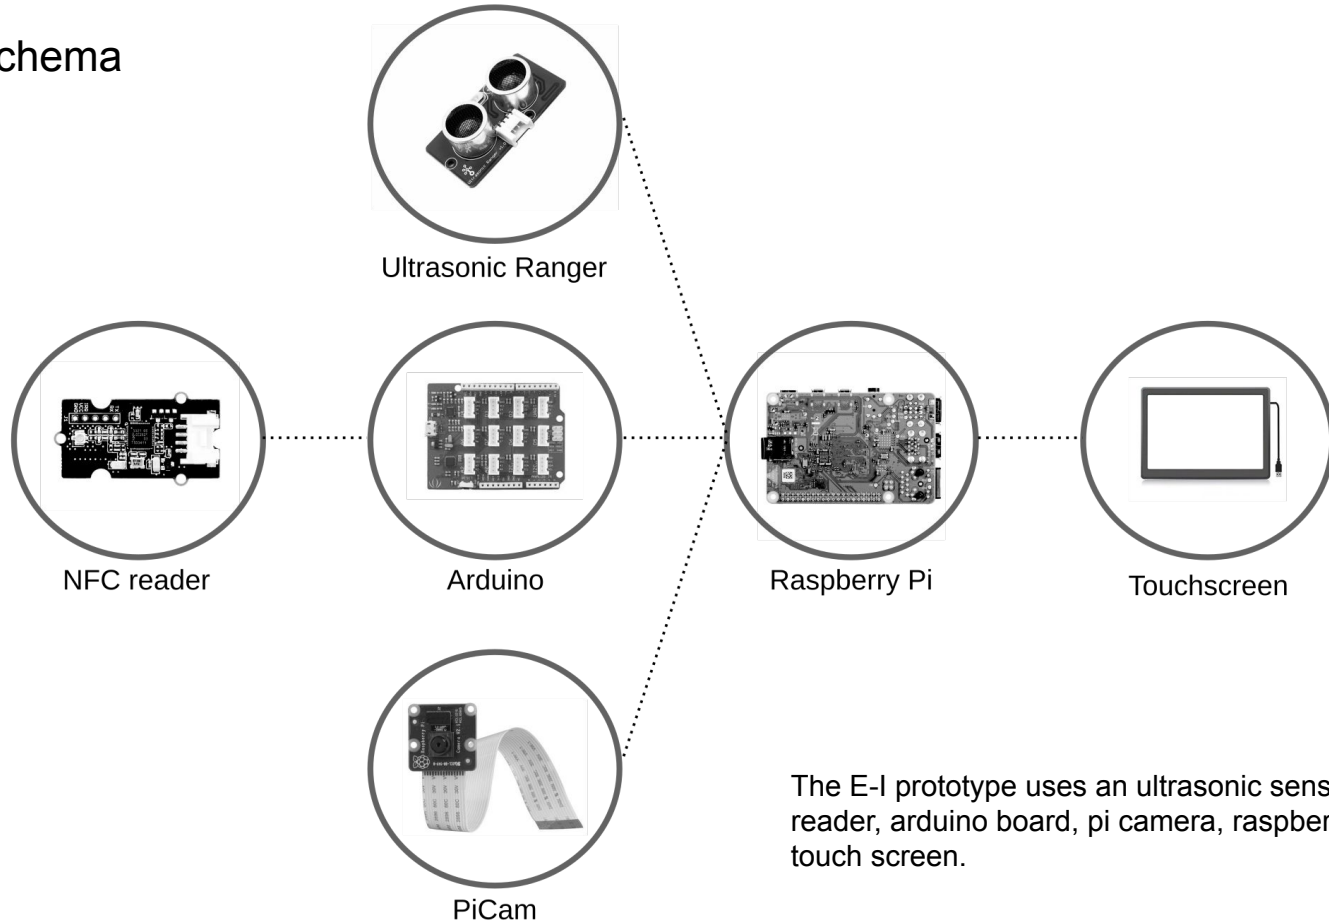 chema
Ultrasonic Ranger
NFC reader
Arduino
Raspberry Pi
Touchscreen
PiCam
The E-I prototype uses an ultrasonic sens
reader, arduino board, pi camera, raspber
touch screen.